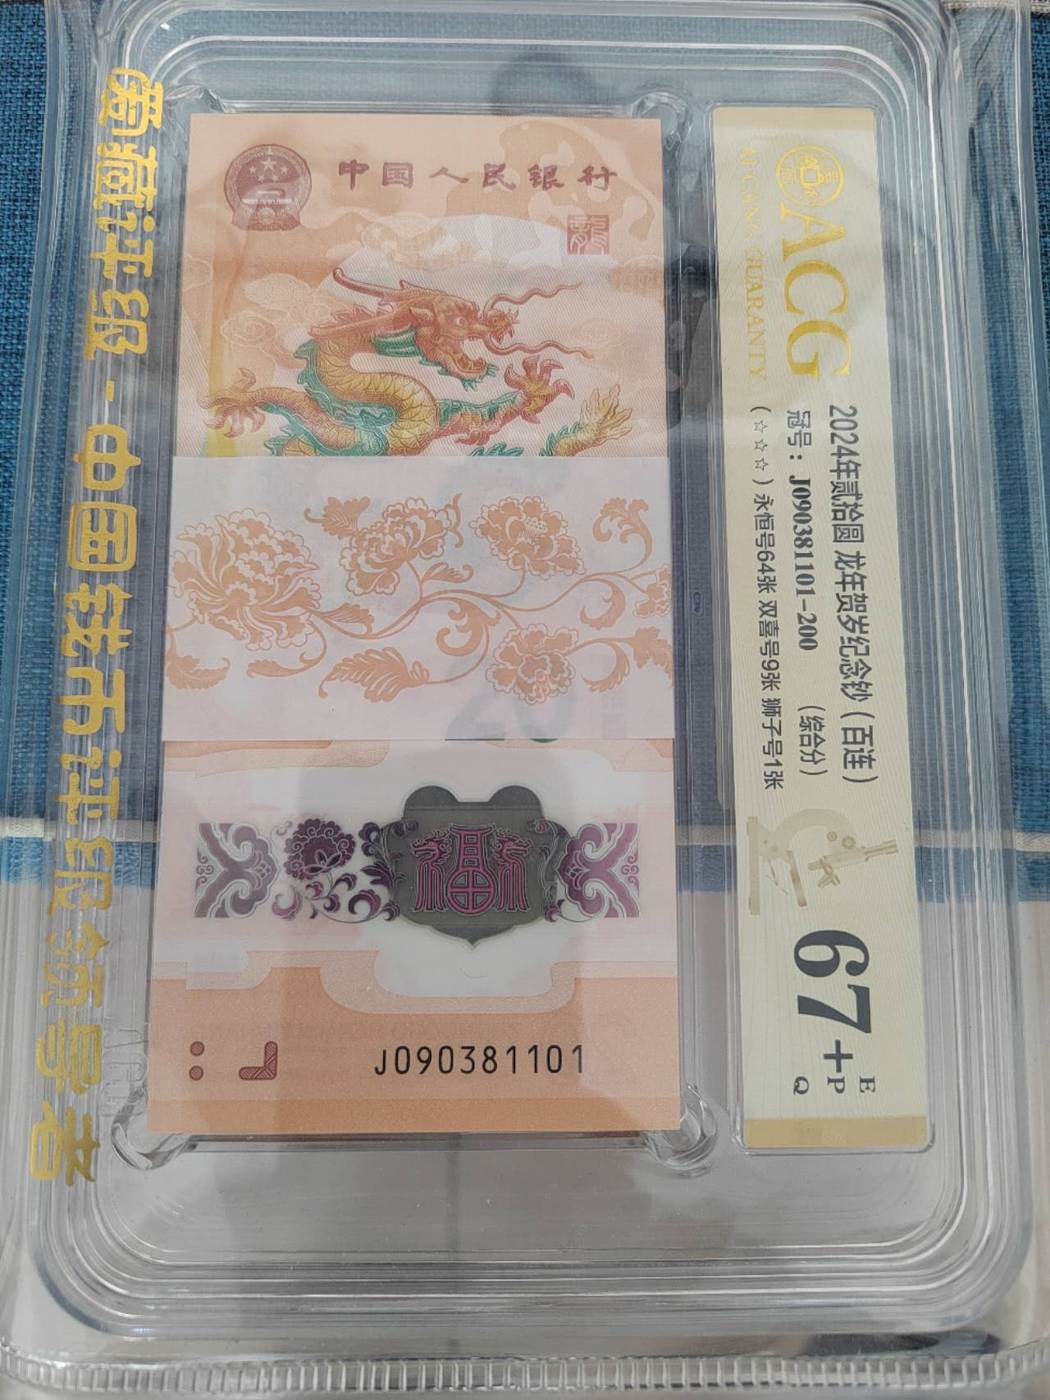 爱藏评级-中国钱币评级领导者
中国人民银行
20
福
J090381101
ACG
AI CANG GUARANTY
2024年贰拾圆 龙年贺岁纪念钞(百连)
冠号：J090381101-200 (综合分)
(☆☆☆)永恒号64张 双喜号9张 狮子号1张
67+
E
P
Q